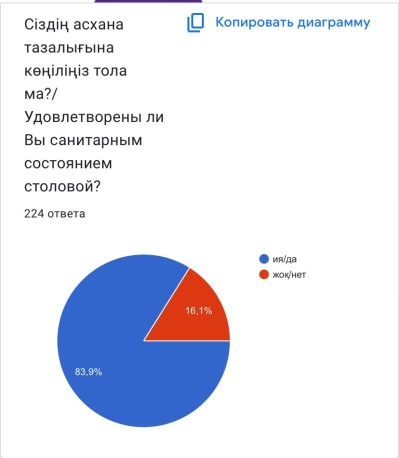 Сіздің асхана
тазалығына
көңіліңіз тола
ма?/
Удовлетворены ли
Вы санитарным
состоянием
столовой?
Копировать диаграмму
224 ответа
ия/да
жоқ/нет
16,1%
83,9%